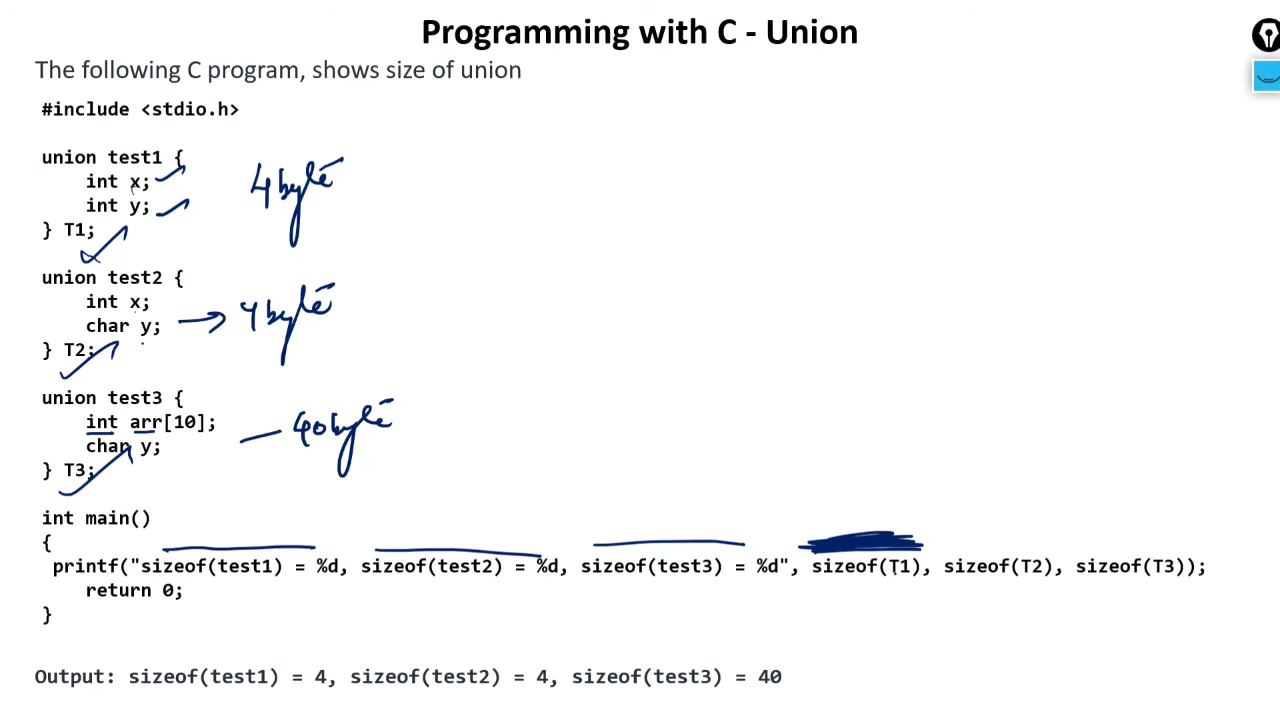 Programming with C - Union
The following C program, shows size of union
#include <stdio.h>
union test1 {
int x;
int y;
} T1;
4 byte
union test2 {
int x;
char y;
} T2;
4 byte
union test3 {
int arr[10];
char y;
} T3;
40 byte
int main()
{
printf("sizeof(test1) = %d, sizeof(test2) = %d, sizeof(test3) = %d", sizeof(T1), sizeof(T2), sizeof(T3));
return 0;
}
Output: sizeof(test1) = 4, sizeof(test2) = 4, sizeof(test3) = 40